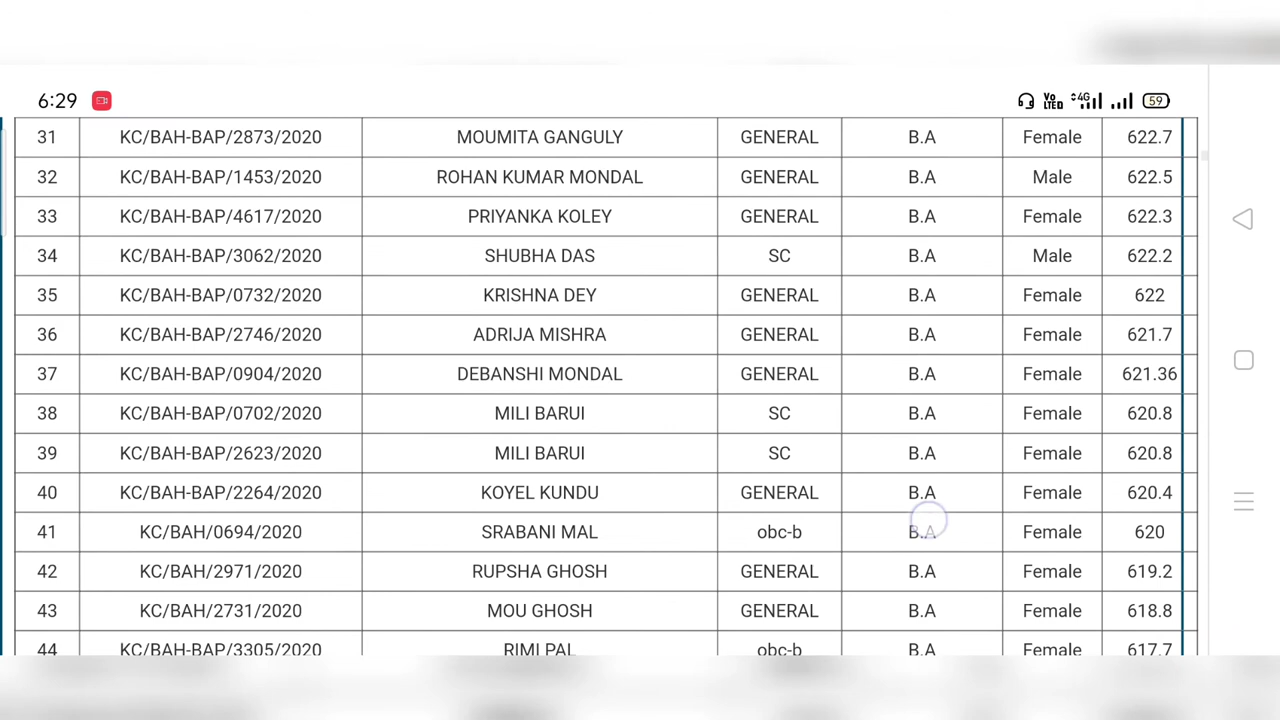 6:29 Vo LTED 4G 59
31 KC/BAH-BAP/2873/2020 MOUMITA GANGULY GENERAL B.A Female 622.7
32 KC/BAH-BAP/1453/2020 ROHAN KUMAR MONDAL GENERAL B.A Male 622.5
33 KC/BAH-BAP/4617/2020 PRIYANKA KOLEY GENERAL B.A Female 622.3
34 KC/BAH-BAP/3062/2020 SHUBHA DAS SC B.A Male 622.2
35 KC/BAH-BAP/0732/2020 KRISHNA DEY GENERAL B.A Female 622
36 KC/BAH-BAP/2746/2020 ADRIJA MISHRA GENERAL B.A Female 621.7
37 KC/BAH-BAP/0904/2020 DEBANSHI MONDAL GENERAL B.A Female 621.36
38 KC/BAH-BAP/0702/2020 MILI BARUI SC B.A Female 620.8
39 KC/BAH-BAP/2623/2020 MILI BARUI SC B.A Female 620.8
40 KC/BAH-BAP/2264/2020 KOYEL KUNDU GENERAL B.A Female 620.4
41 KC/BAH/0694/2020 SRABANI MAL obc-b B.A Female 620
42 KC/BAH/2971/2020 RUPSHA GHOSH GENERAL B.A Female 619.2
43 KC/BAH/2731/2020 MOU GHOSH GENERAL B.A Female 618.8
44 KC/BAH-BAP/3305/2020 RIMI PAL obc-b B.A Female 617.7